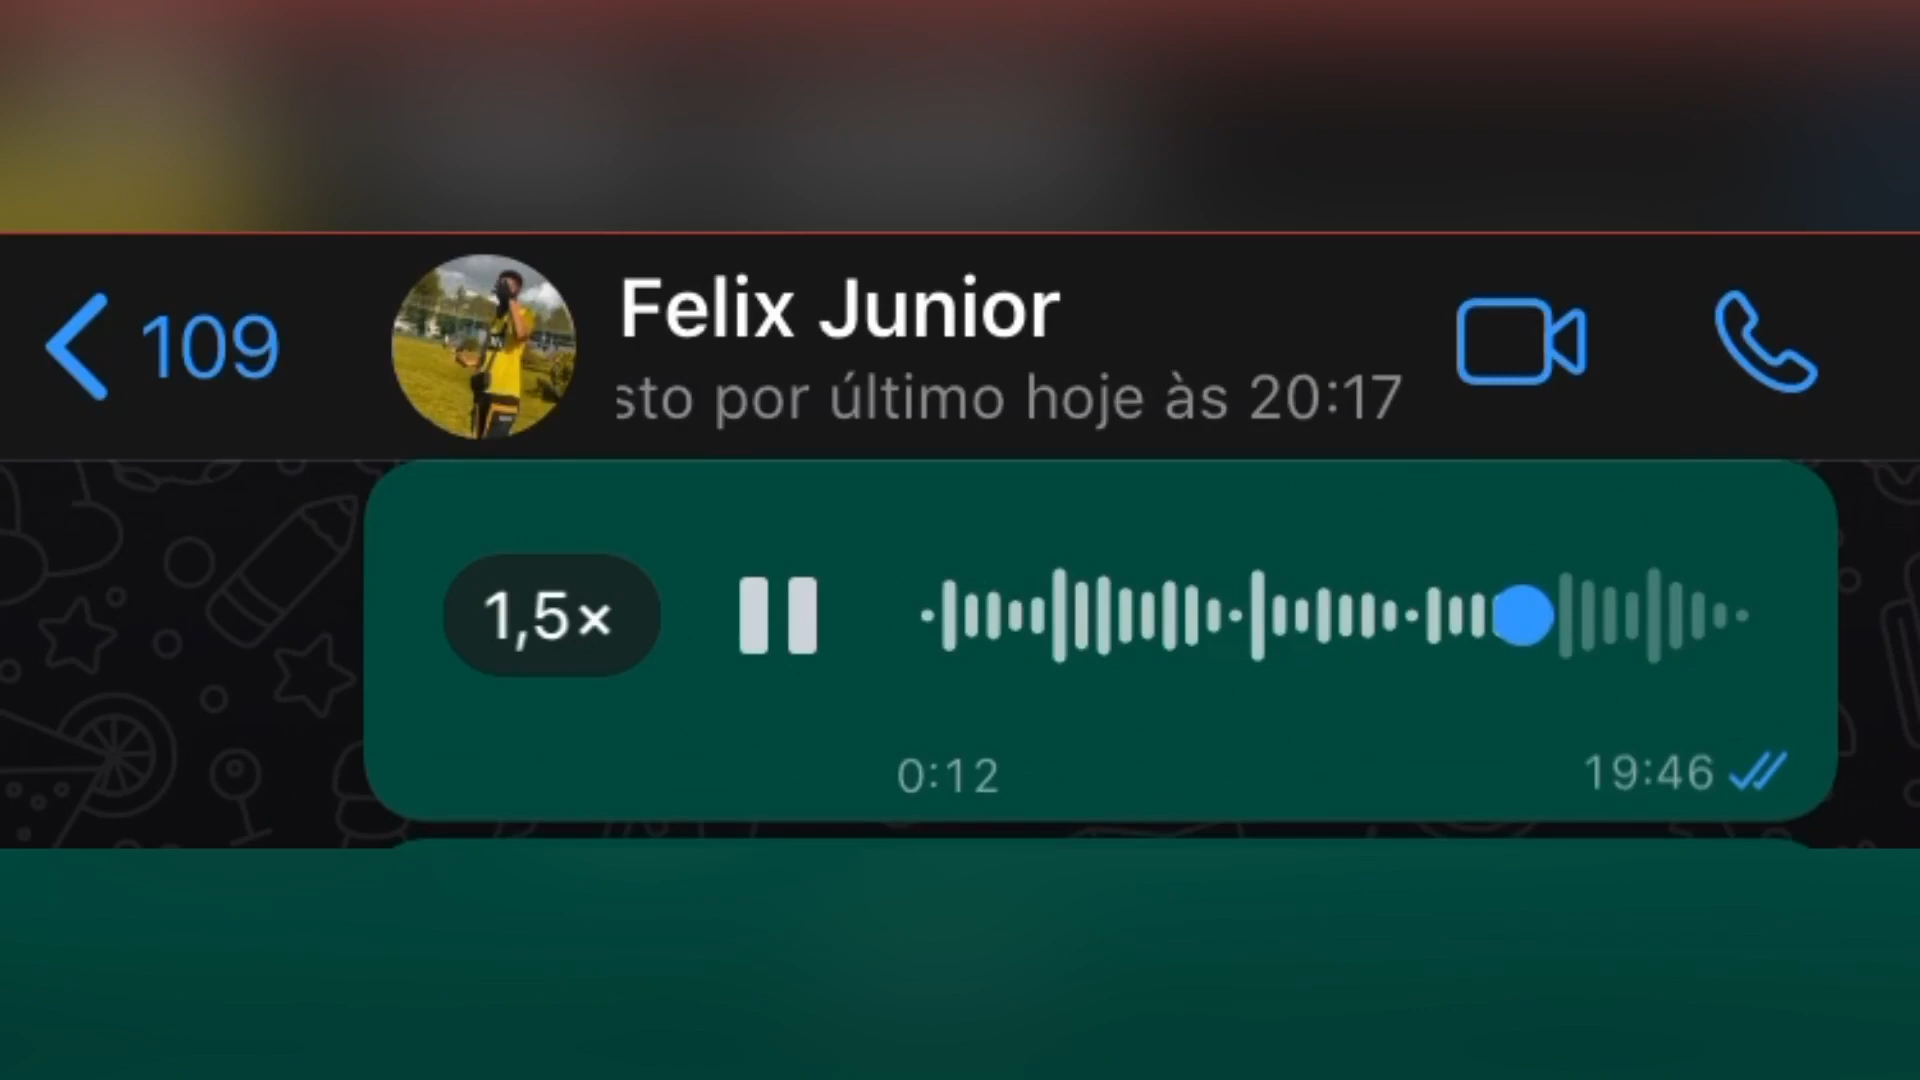 109
Felix Junior
sto por último hoje às 20:17
1,5×
0:12
19:46